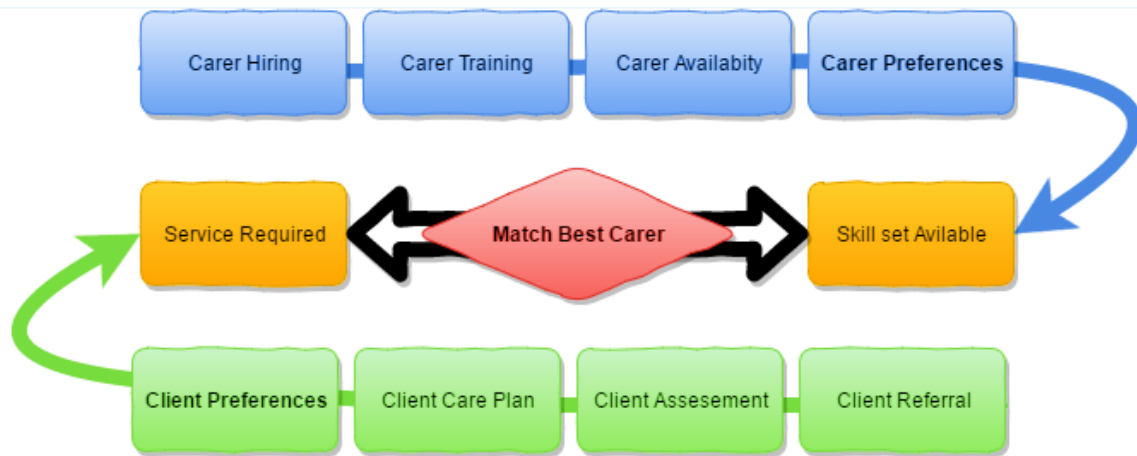 Carer Hiring
Carer Training
Carer Availabity
Carer Preferences
Service Required
Match Best Carer
Skill set Avilable
Client Preferences
Client Care Plan
Client Assesement
Client Referral